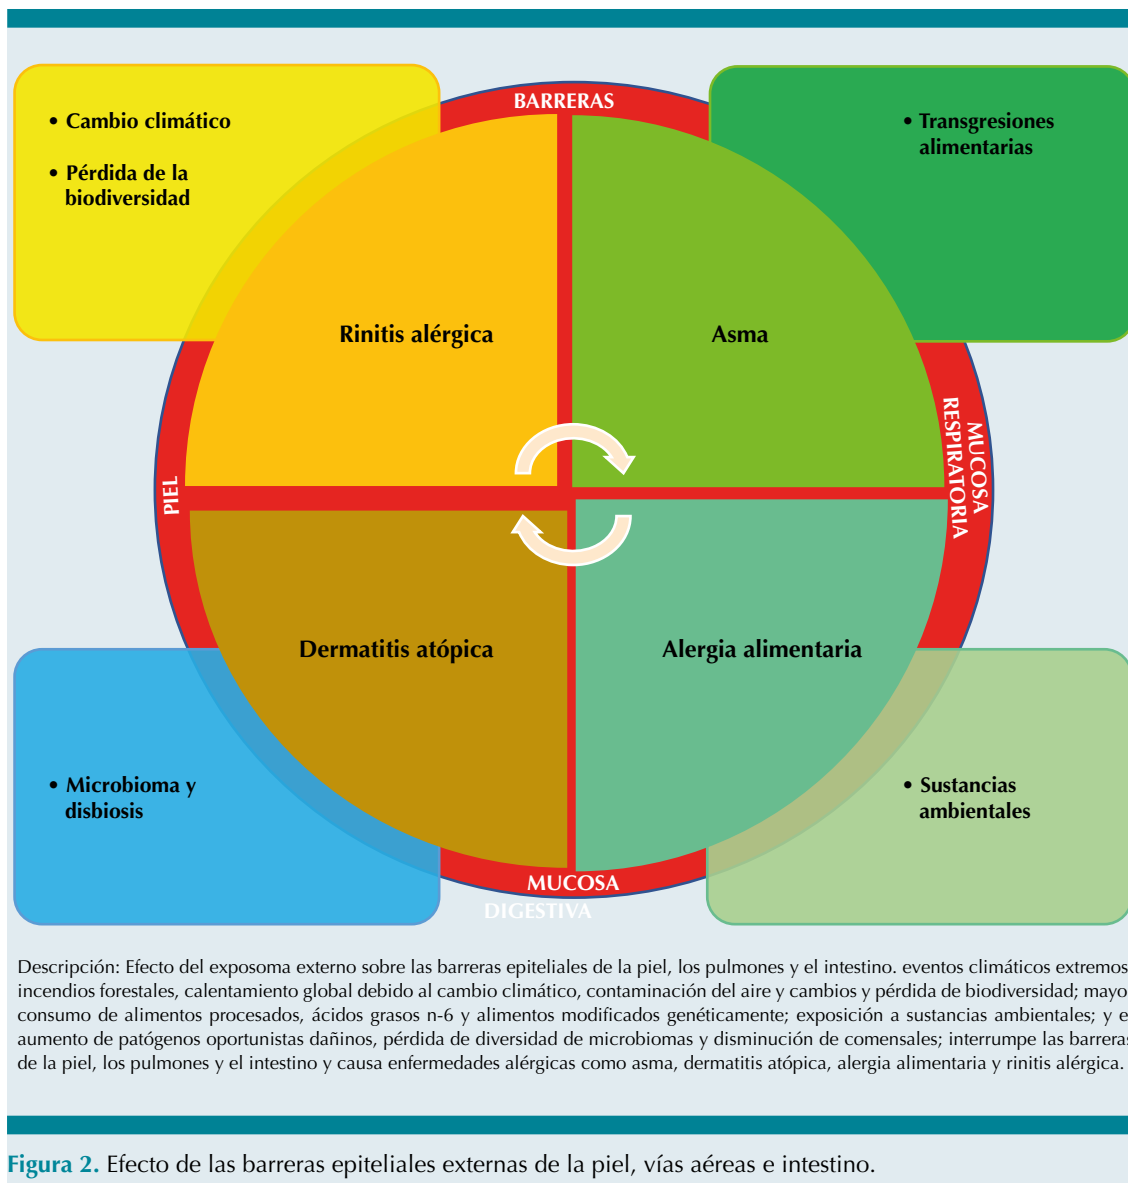 BARRERAS
• Cambio climático
• Pérdida de la
biodiversidad
• Transgresiones
alimentarias
Rinitis alérgica
Asma
PIEL
MUCOSA
RESPIRATORIA
Dermatitis atópica
Alergia alimentaria
• Microbioma y
disbiosis
• Sustancias
ambientales
MUCOSA
DIGESTIVA
Descripción: Efecto del exposoma externo sobre las barreras epiteliales de la piel, los pulmones y el intestino. eventos climáticos extremos
incendios forestales, calentamiento global debido al cambio climático, contaminación del aire y cambios y pérdida de biodiversidad; mayo
consumo de alimentos procesados, ácidos grasos n-6 y alimentos modificados genéticamente; exposición a sustancias ambientales; y e
aumento de patógenos oportunistas dañinos, pérdida de diversidad de microbiomas y disminución de comensales; interrumpe las barreras
de la piel, los pulmones y el intestino y causa enfermedades alérgicas como asma, dermatitis atópica, alergia alimentaria y rinitis alérgica.
Figura 2. Efecto de las barreras epiteliales externas de la piel, vías aéreas e intestino.